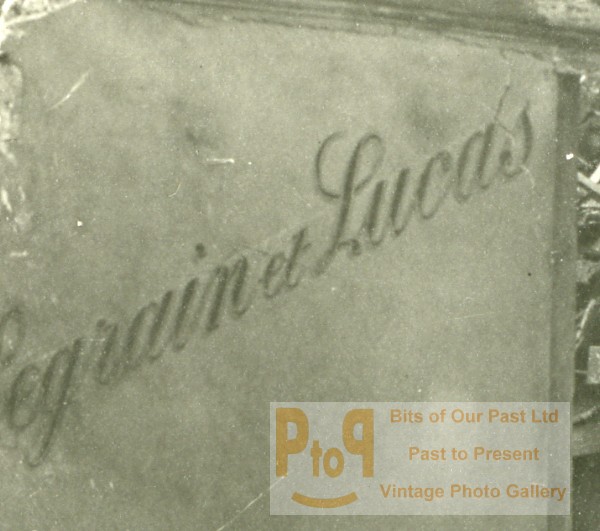 Legrain et Lucas
PtoP
Bits of Our Past Ltd
Past to Present
Vintage Photo Gallery